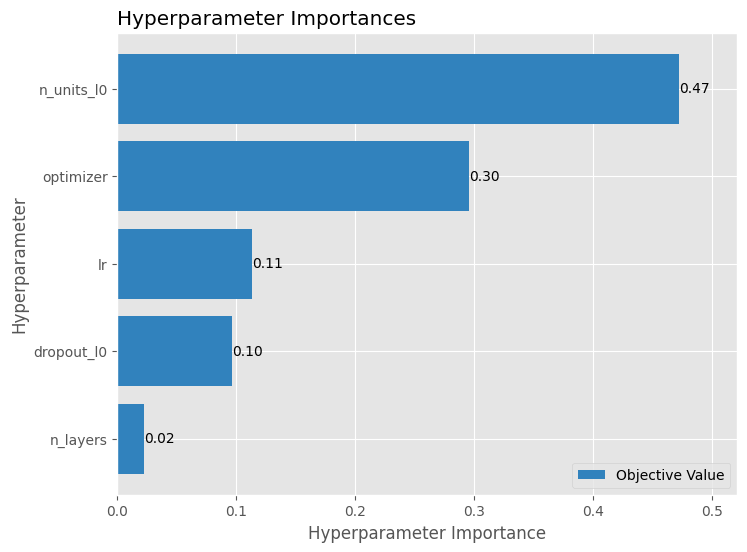 Hyperparameter Importances
Hyperparameter
n_units_l0
0.47
optimizer
0.30
lr
0.11
dropout_l0
0.10
n_layers
0.02
Objective Value
0.0 0.1 0.2 0.3 0.4 0.5
Hyperparameter Importance